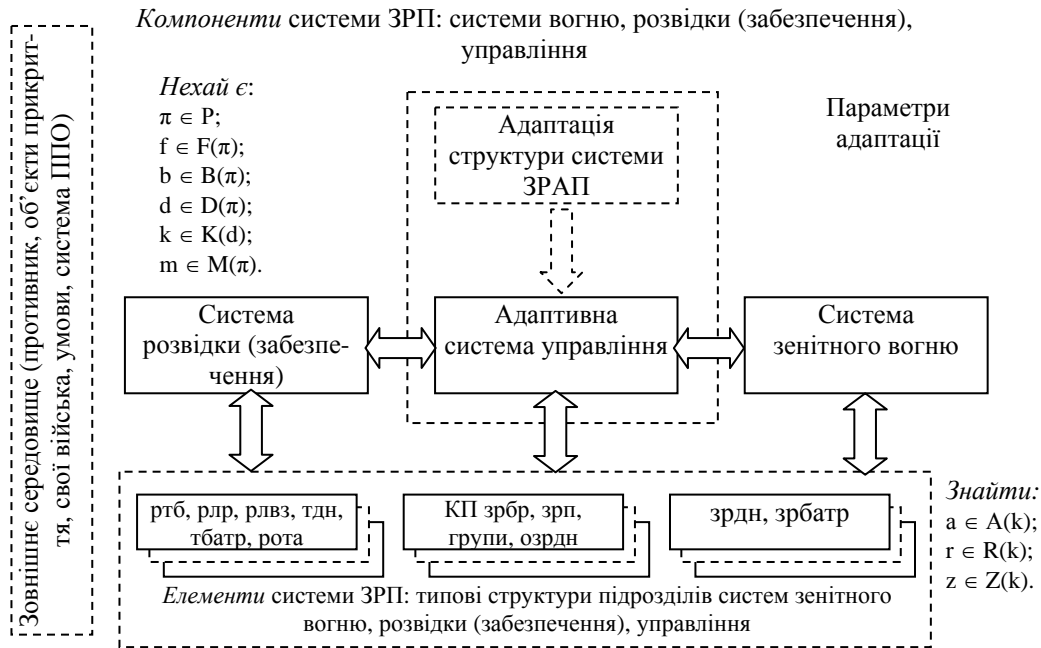 Компоненти системи ЗРП: системи вогню, розвідки (забезпечення),
управління
Зовнішнє середовище (противник, об'єкти прикрит-
тя, свої війська, умови, система ППО)
Нехай є:
π ∈ P;
f ∈ F(π);
b ∈ B(π);
d ∈ D(π);
k ∈ K(d);
m ∈ M(π).
Адаптація
структури системи
ЗРАП
Параметри
адаптації
Система
розвідки (забезпе-
чення)
Адаптивна
система управління
Система
зенітного вогню
ртб, рлр, рлвз, тдн,
тбатр, рота
КП зрбр, зрп,
групи, озрдн
зрдн, зрбатр
Елементи системи ЗРП: типові структури підрозділів систем зенітного
вогню, розвідки (забезпечення), управління
Знайти:
a ∈ A(k);
r ∈ R(k);
z ∈ Z(k).